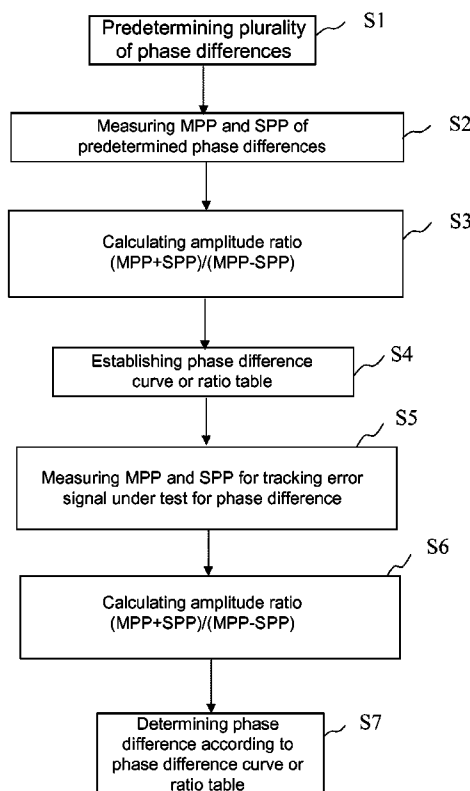 S1
Predetermining plurality
of phase differences
S2
Measuring MPP and SPP of
predetermined phase differences
S3
Calculating amplitude ratio
(MPP+SPP)/(MPP-SPP)
S4
Establishing phase difference
curve or ratio table
S5
Measuring MPP and SPP for tracking error
signal under test for phase difference
S6
Calculating amplitude ratio
(MPP+SPP)/(MPP-SPP)
S7
Determining phase
difference according to
phase difference curve or
ratio table